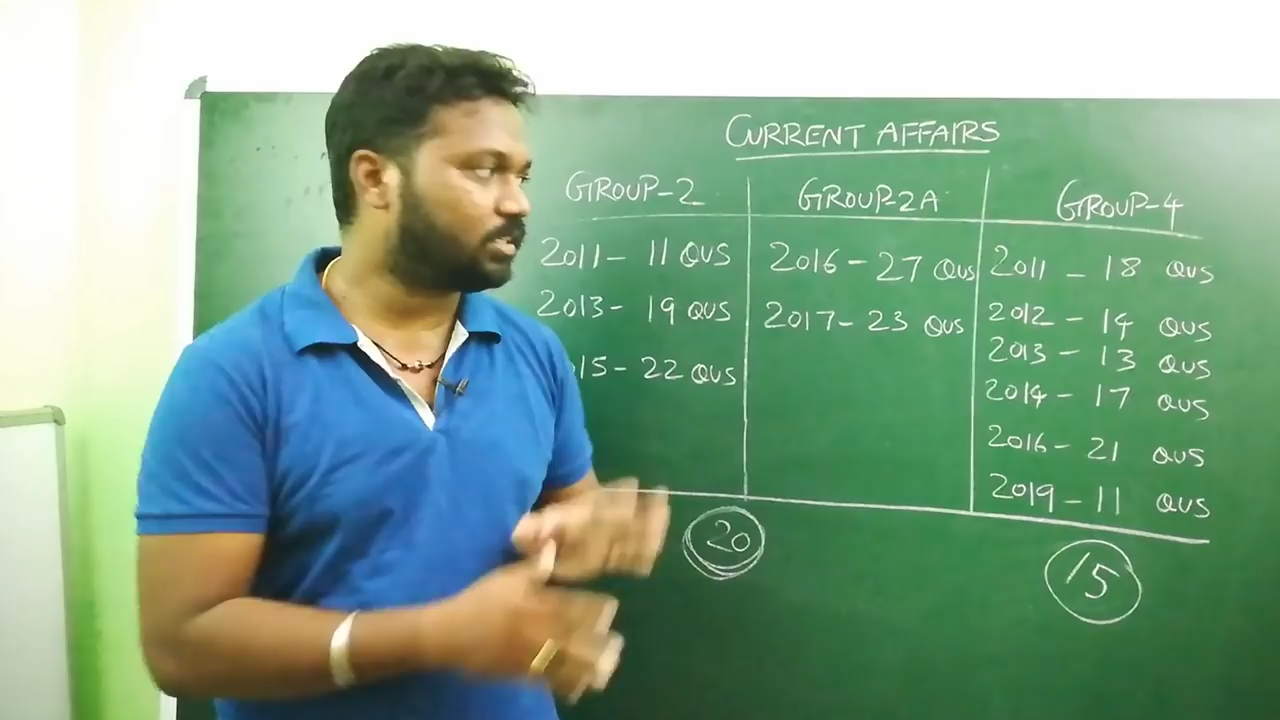 CURRENT AFFAIRS
GROUP-2
2011- 11 QUS
2013- 19 QUS
15-22 QUS
GROUP-2A
2016-27 QUS
2017-23 QUS
GROUP-4
2011 - 18 QUS
2012 - 14 QUS
2013 - 13 QUS
2014- 17 QUS
2016- 21 QUS
2019-11 QUS
20
15